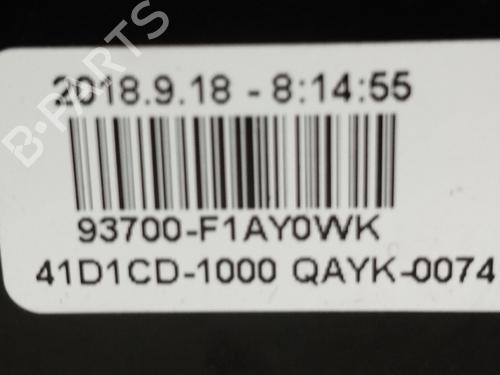 2018.9.18 - 8:14:55
93700-F1AY0WK
41D1CD-1000 QAYK-0074
B-PARTS